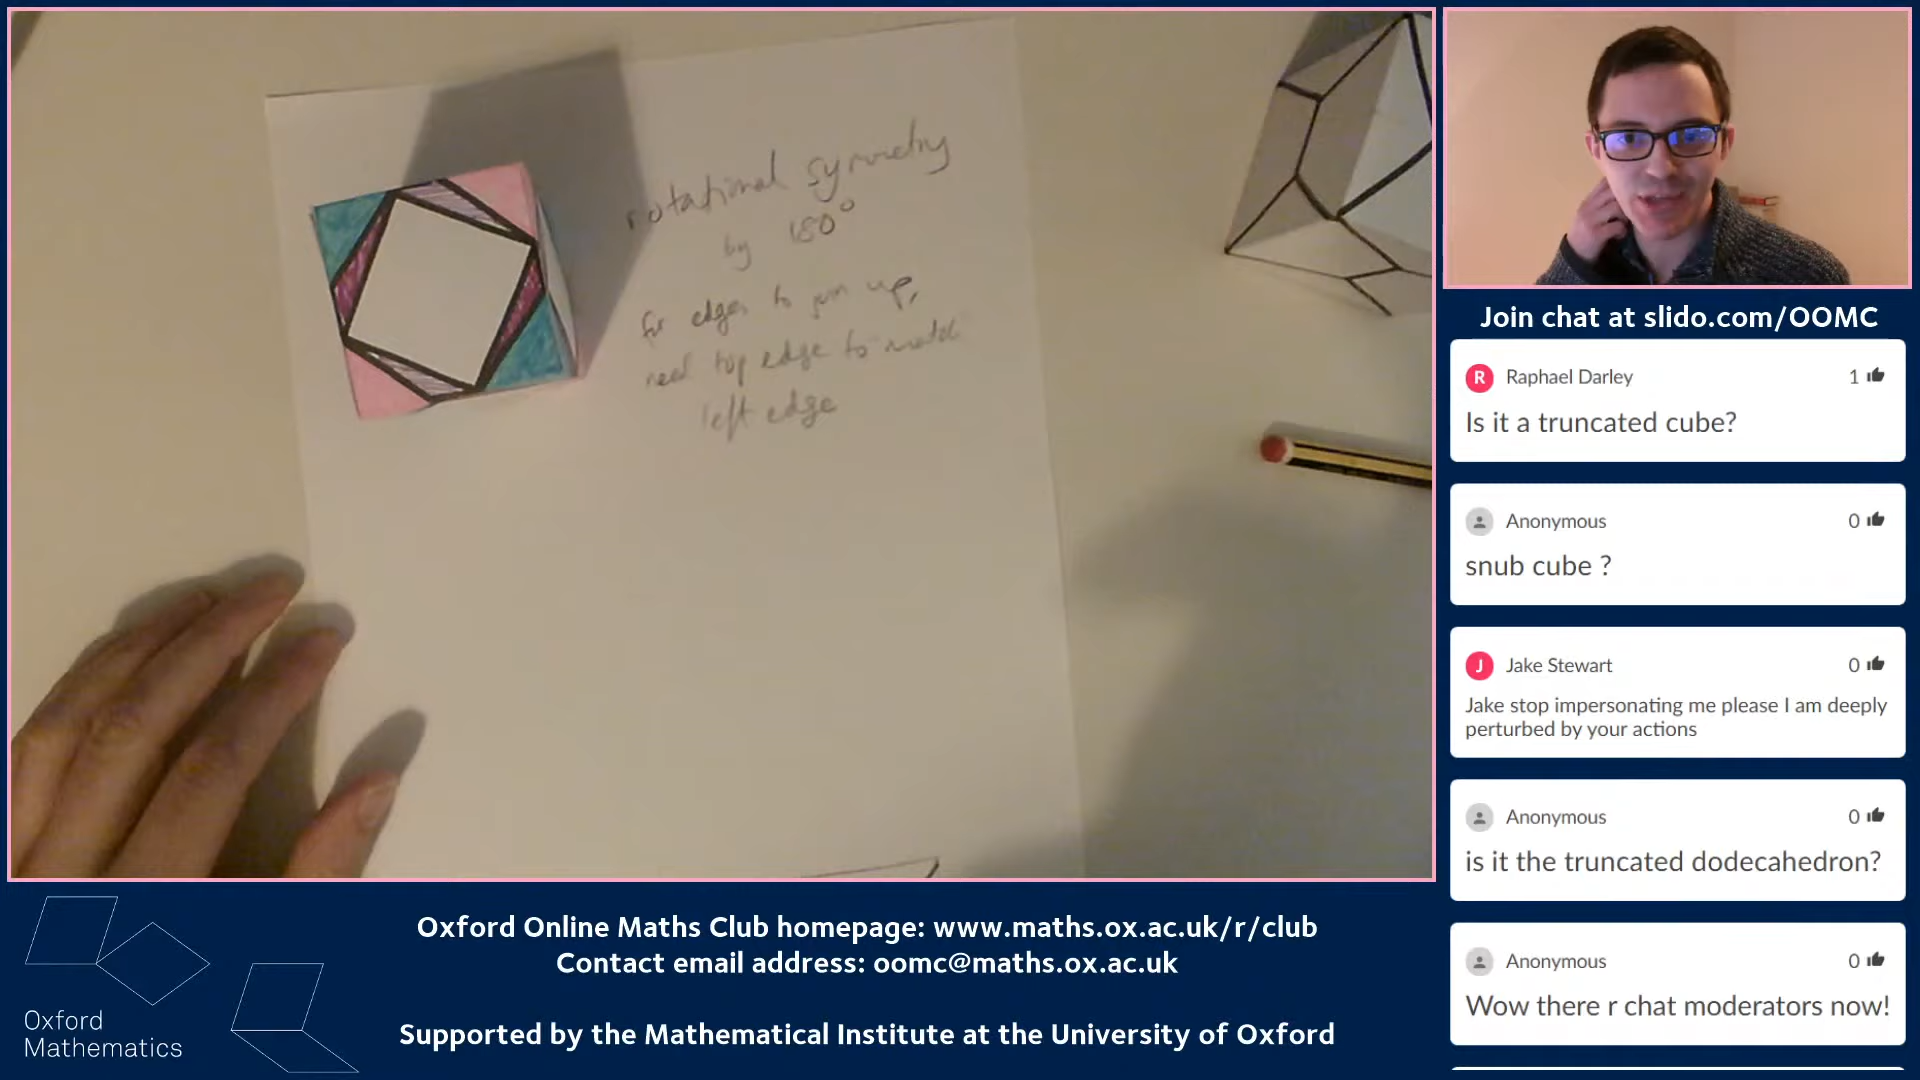 rotational symmetry
by 180°
for edges to join up,
need top edge to match
left edge
Join chat at slido.com/OOMC
R Raphael Darley 1
Is it a truncated cube?
Anonymous 0
snub cube ?
J Jake Stewart 0
Jake stop impersonating me please I am deeply
perturbed by your actions
Anonymous 0
is it the truncated dodecahedron?
Anonymous 0
Wow there r chat moderators now!
Oxford Online Maths Club homepage: www.maths.ox.ac.uk/r/club
Contact email address: oomc@maths.ox.ac.uk
Supported by the Mathematical Institute at the University of Oxford
Oxford
Mathematics